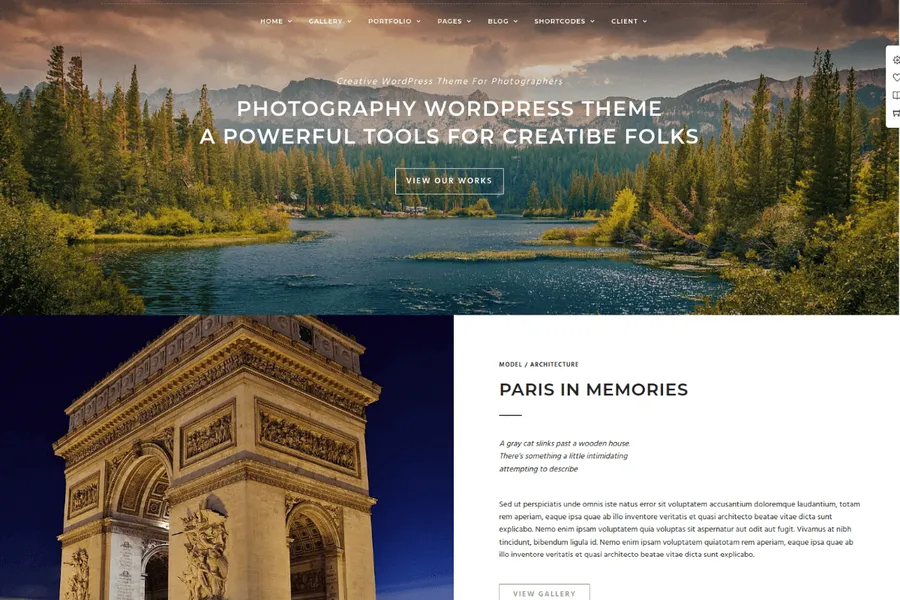 HOME GALLERY PORTFOLIO PAGES BLOG SHORTCODES CLIENT
Creative WordPress Theme For Photographers
PHOTOGRAPHY WORDPRESS THEME
A POWERFUL TOOLS FOR CREATIBE FOLKS
VIEW OUR WORKS
MODEL / ARCHITECTURE
PARIS IN MEMORIES
A gray cat slinks past a wooden house.
There's something a little intimidating
attempting to describe
Sed ut perspiciatis unde omnis iste natus error sit voluptatem accusantium doloremque laudantium, totam
rem aperiam, eaque ipsa quae ab illo inventore veritatis et quasi architecto beatae vitae dicta sunt
explicabo. Nemo enim ipsam voluptatem quia voluptas sit aspernatur aut odit aut fugit. Vivamus at nibh
tincidunt, bibendum ligula id. Nemo enim ipsam voluptatem quiatotam rem aperiam, eaque ipsa quae ab
illo inventore veritatis et quasi architecto beatae vitae dicta sunt explicabo.
VIEW GALLERY